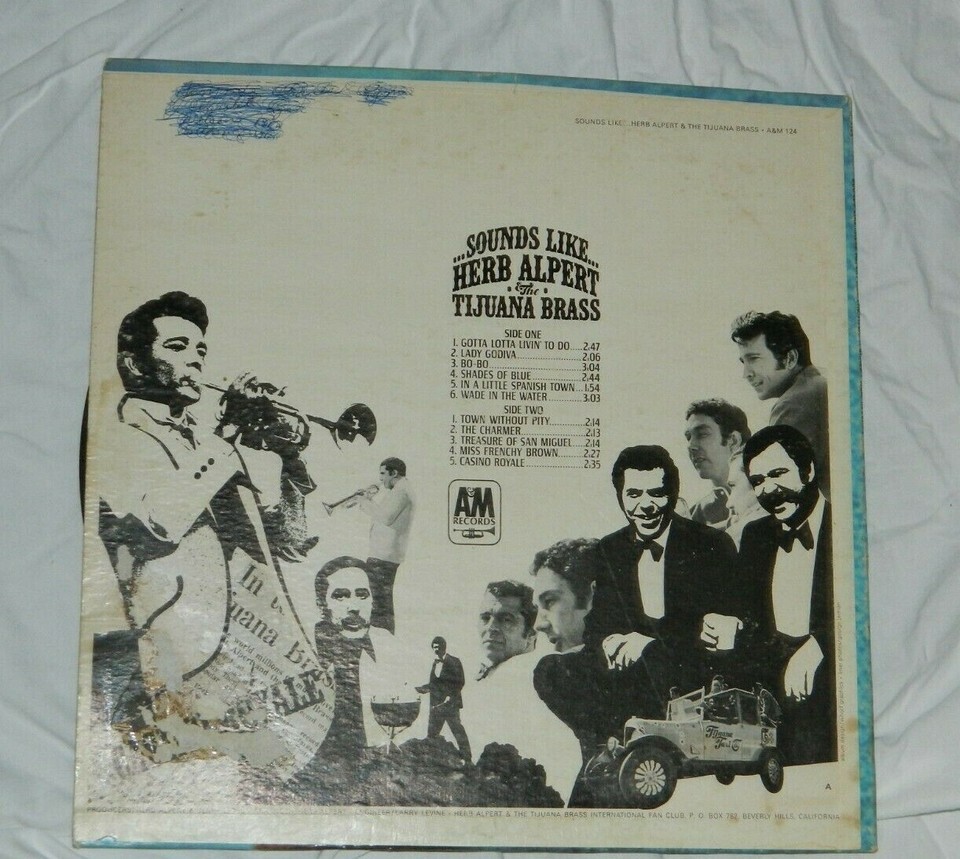 SOUNDS LIKE...HERB ALPERT & THE TIJUANA BRASS • A&M 124
...SOUNDS LIKE...
HERB ALPERT
& The
TIJUANA BRASS
SIDE ONE
1. GOTTA LOTTA LIVIN' TO DO.....2:47
2. LADY GODIVA..................2:06
3. BO-BO........................3:04
4. SHADES OF BLUE...............2:44
5. IN A LITTLE SPANISH TOWN...1:54
6. WADE IN THE WATER............3:03
SIDE TWO
1. TOWN WITHOUT PITY............2:14
2. THE CHARMER..................2:13
3. TREASURE OF SAN MIGUEL.......2:14
4. MISS FRENCHY BROWN...........2:27
5. CASINO ROYALE................2:35
A&M
RECORDS
In
Tijuana
A
LARRY LEVINE • HERB ALPERT & THE TIJUANA BRASS INTERNATIONAL FAN CLUB, P. O. BOX 782, BEVERLY HILLS, CALIFORNIA